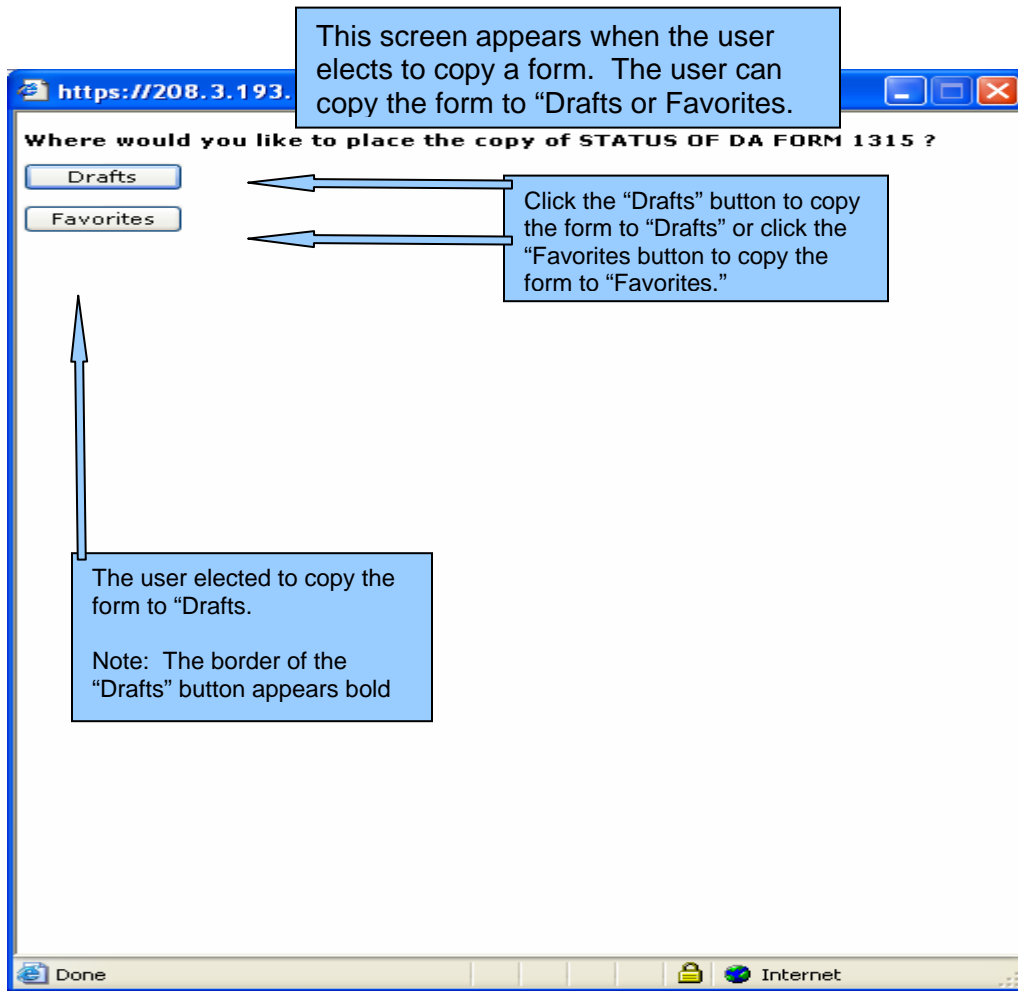 This screen appears when the user
elects to copy a form.  The user can
copy the form to “Drafts or Favorites.
https://208.3.193.
Where would you like to place the copy of STATUS OF DA FORM 1315 ?
Drafts
Favorites
Click the “Drafts” button to copy
the form to “Drafts” or click the
“Favorites button to copy the
form to “Favorites.”
The user elected to copy the
form to “Drafts.
Note:  The border of the
“Drafts” button appears bold
Done
Internet